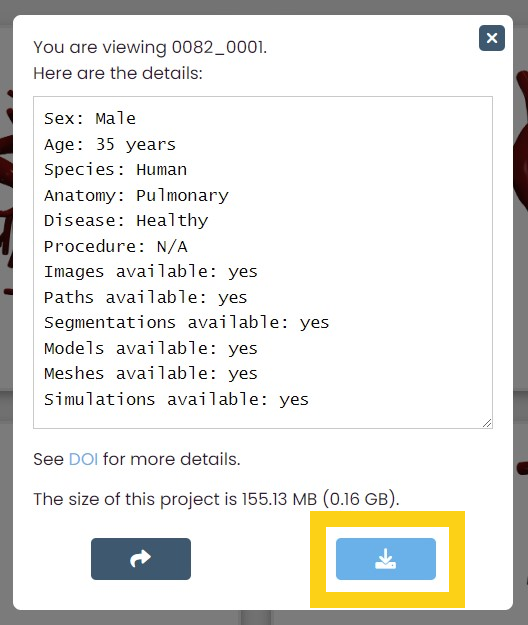 You are viewing 0082_0001.
Here are the details:
Sex: Male
Age: 35 years
Species: Human
Anatomy: Pulmonary
Disease: Healthy
Procedure: N/A
Images available: yes
Paths available: yes
Segmentations available: yes
Models available: yes
Meshes available: yes
Simulations available: yes
See DOI for more details.
The size of this project is 155.13 MB (0.16 GB).